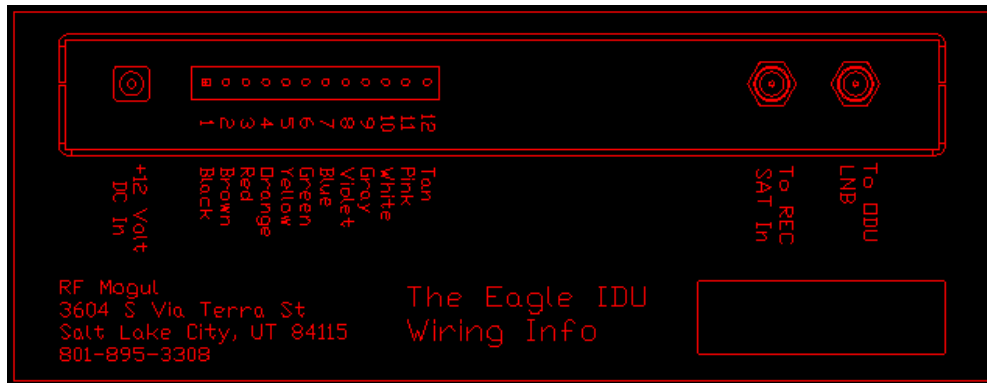 1
2
3
4
5
6
7
8
9
10
11
12
+12 Volt
DC In
Black
Brown
Red
Orange
Yellow
Green
Blue
Violet
Gray
White
Pink
Tan
To REC
SAT In
To ODU
LNB
RF Mogul
3604 S Via Terra St
Salt Lake City, UT 84115
801-895-3308
The Eagle IDU
Wiring Info